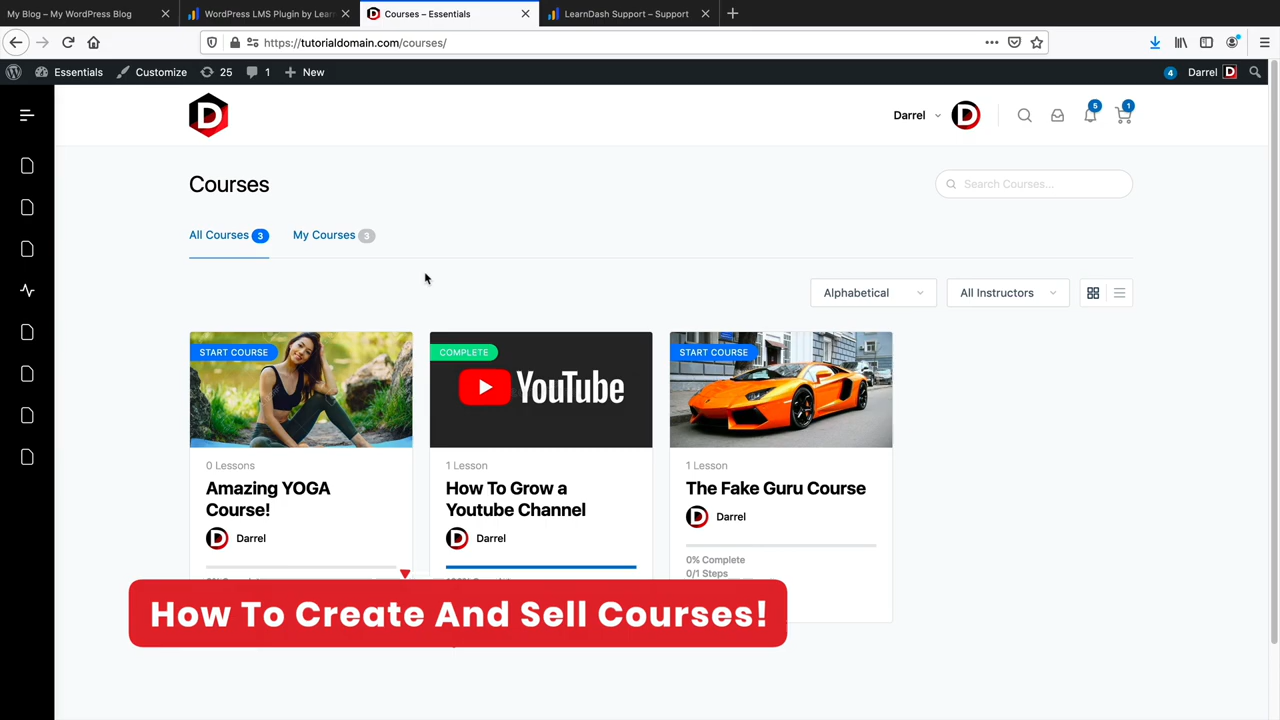 My Blog – My WordPress Blog
WordPress LMS Plugin by Lear
Courses – Essentials
LearnDash Support – Support
https://tutorialdomain.com/courses/
Essentials
Customize
25
1
New
4
Darrel
D
D
Darrel
D
5
1
Courses
Search Courses...
All Courses 3
My Courses 3
Alphabetical
All Instructors
START COURSE
COMPLETE
START COURSE
YouTube
0 Lessons
1 Lesson
1 Lesson
Amazing YOGA
Course!
How To Grow a
Youtube Channel
The Fake Guru Course
D Darrel
D Darrel
D Darrel
0% Complete
0/1 Steps
How To Create And Sell Courses!